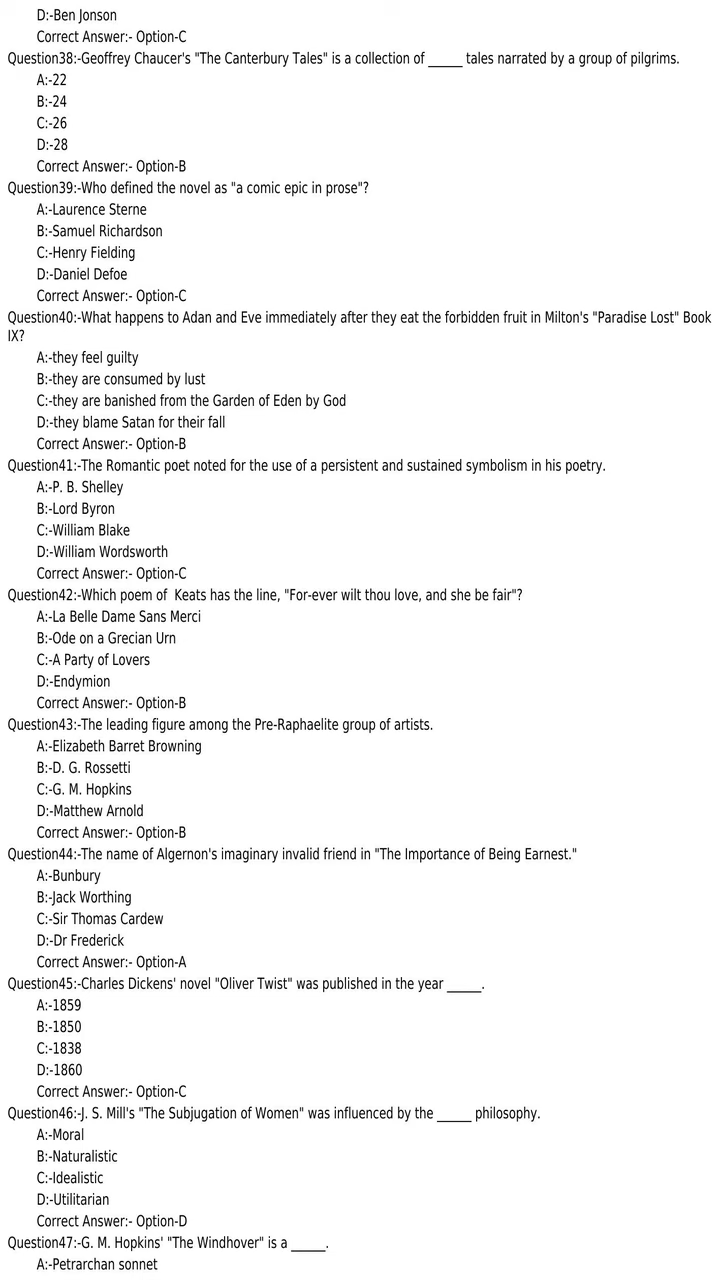 D:-Ben Jonson
Correct Answer:- Option-C
Question38:-Geoffrey Chaucer's "The Canterbury Tales" is a collection of _____ tales narrated by a group of pilgrims.
A:-22
B:-24
C:-26
D:-28
Correct Answer:- Option-B
Question39:-Who defined the novel as "a comic epic in prose"?
A:-Laurence Sterne
B:-Samuel Richardson
C:-Henry Fielding
D:-Daniel Defoe
Correct Answer:- Option-C
Question40:-What happens to Adan and Eve immediately after they eat the forbidden fruit in Milton's "Paradise Lost" Book
IX?
A:-they feel guilty
B:-they are consumed by lust
C:-they are banished from the Garden of Eden by God
D:-they blame Satan for their fall
Correct Answer:- Option-B
Question41:-The Romantic poet noted for the use of a persistent and sustained symbolism in his poetry.
A:-P. B. Shelley
B:-Lord Byron
C:-William Blake
D:-William Wordsworth
Correct Answer:- Option-C
Question42:-Which poem of  Keats has the line, "For-ever wilt thou love, and she be fair"?
A:-La Belle Dame Sans Merci
B:-Ode on a Grecian Urn
C:-A Party of Lovers
D:-Endymion
Correct Answer:- Option-B
Question43:-The leading figure among the Pre-Raphaelite group of artists.
A:-Elizabeth Barret Browning
B:-D. G. Rossetti
C:-G. M. Hopkins
D:-Matthew Arnold
Correct Answer:- Option-B
Question44:-The name of Algernon's imaginary invalid friend in "The Importance of Being Earnest."
A:-Bunbury
B:-Jack Worthing
C:-Sir Thomas Cardew
D:-Dr Frederick
Correct Answer:- Option-A
Question45:-Charles Dickens' novel "Oliver Twist" was published in the year _____.
A:-1859
B:-1850
C:-1838
D:-1860
Correct Answer:- Option-C
Question46:-J. S. Mill's "The Subjugation of Women" was influenced by the _____ philosophy.
A:-Moral
B:-Naturalistic
C:-Idealistic
D:-Utilitarian
Correct Answer:- Option-D
Question47:-G. M. Hopkins' "The Windhover" is a _____.
A:-Petrarchan sonnet